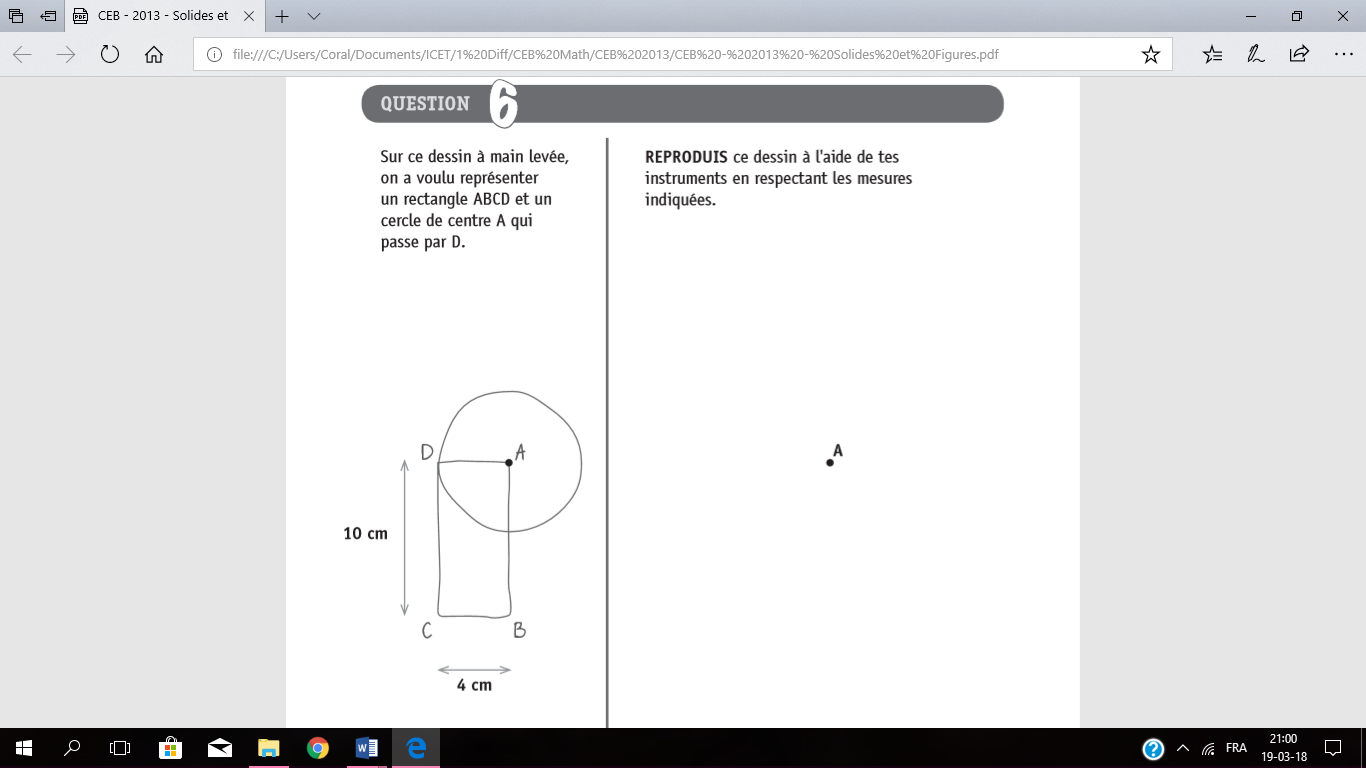 CEB - 2013 - Solides et
file:///C:/Users/Coral/Documents/ICET/1%20Diff/CEB%20Math/CEB%202013/CEB%20-%202013%20-%20Solides%20et%20Figures.pdf
QUESTION 6
Sur ce dessin à main levée,
on a voulu représenter
un rectangle ABCD et un
cercle de centre A qui
passe par D.
REPRODUIS ce dessin à l'aide de tes
instruments en respectant les mesures
indiquées.
D
A
10 cm
C
B
4 cm
A
FRA
21:00
19-03-18